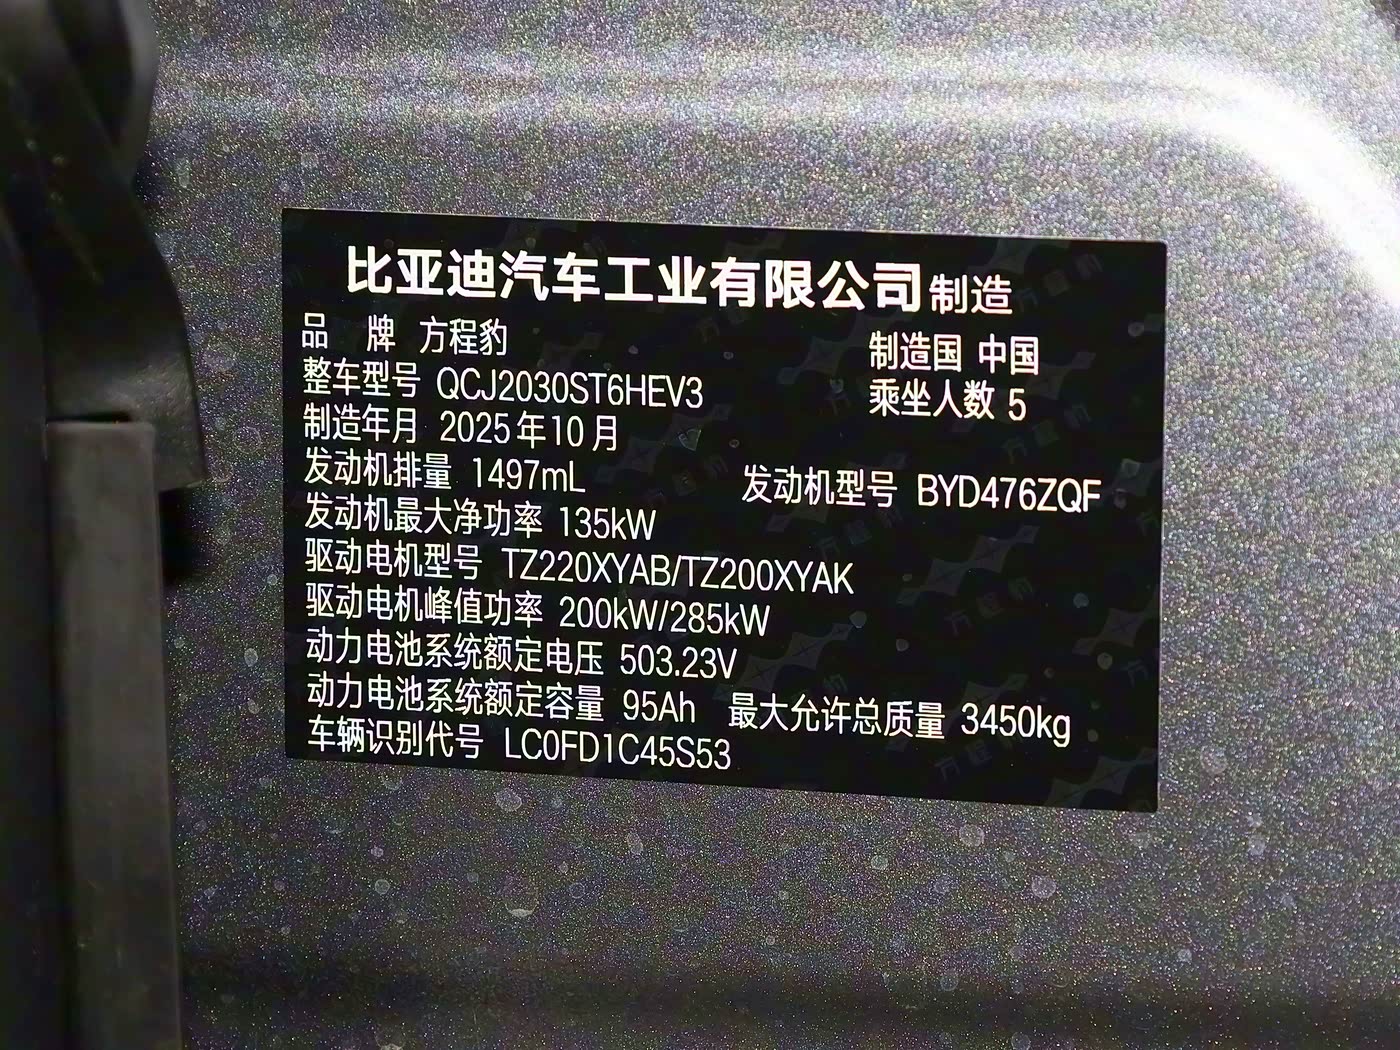 比亚迪汽车工业有限公司制造
品 牌 方程豹 制造国 中国
整车型号 QCJ2030ST6HEV3 乘坐人数 5
制造年月 2025年10月
发动机排量 1497mL 发动机型号 BYD476ZQF
发动机最大净功率 135kW
驱动电机型号 TZ220XYAB/TZ200XYAK
驱动电机峰值功率 200kW/285kW
动力电池系统额定电压 503.23V
动力电池系统额定容量 95Ah 最大允许总质量 3450kg
车辆识别代号 LC0FD1C45S53